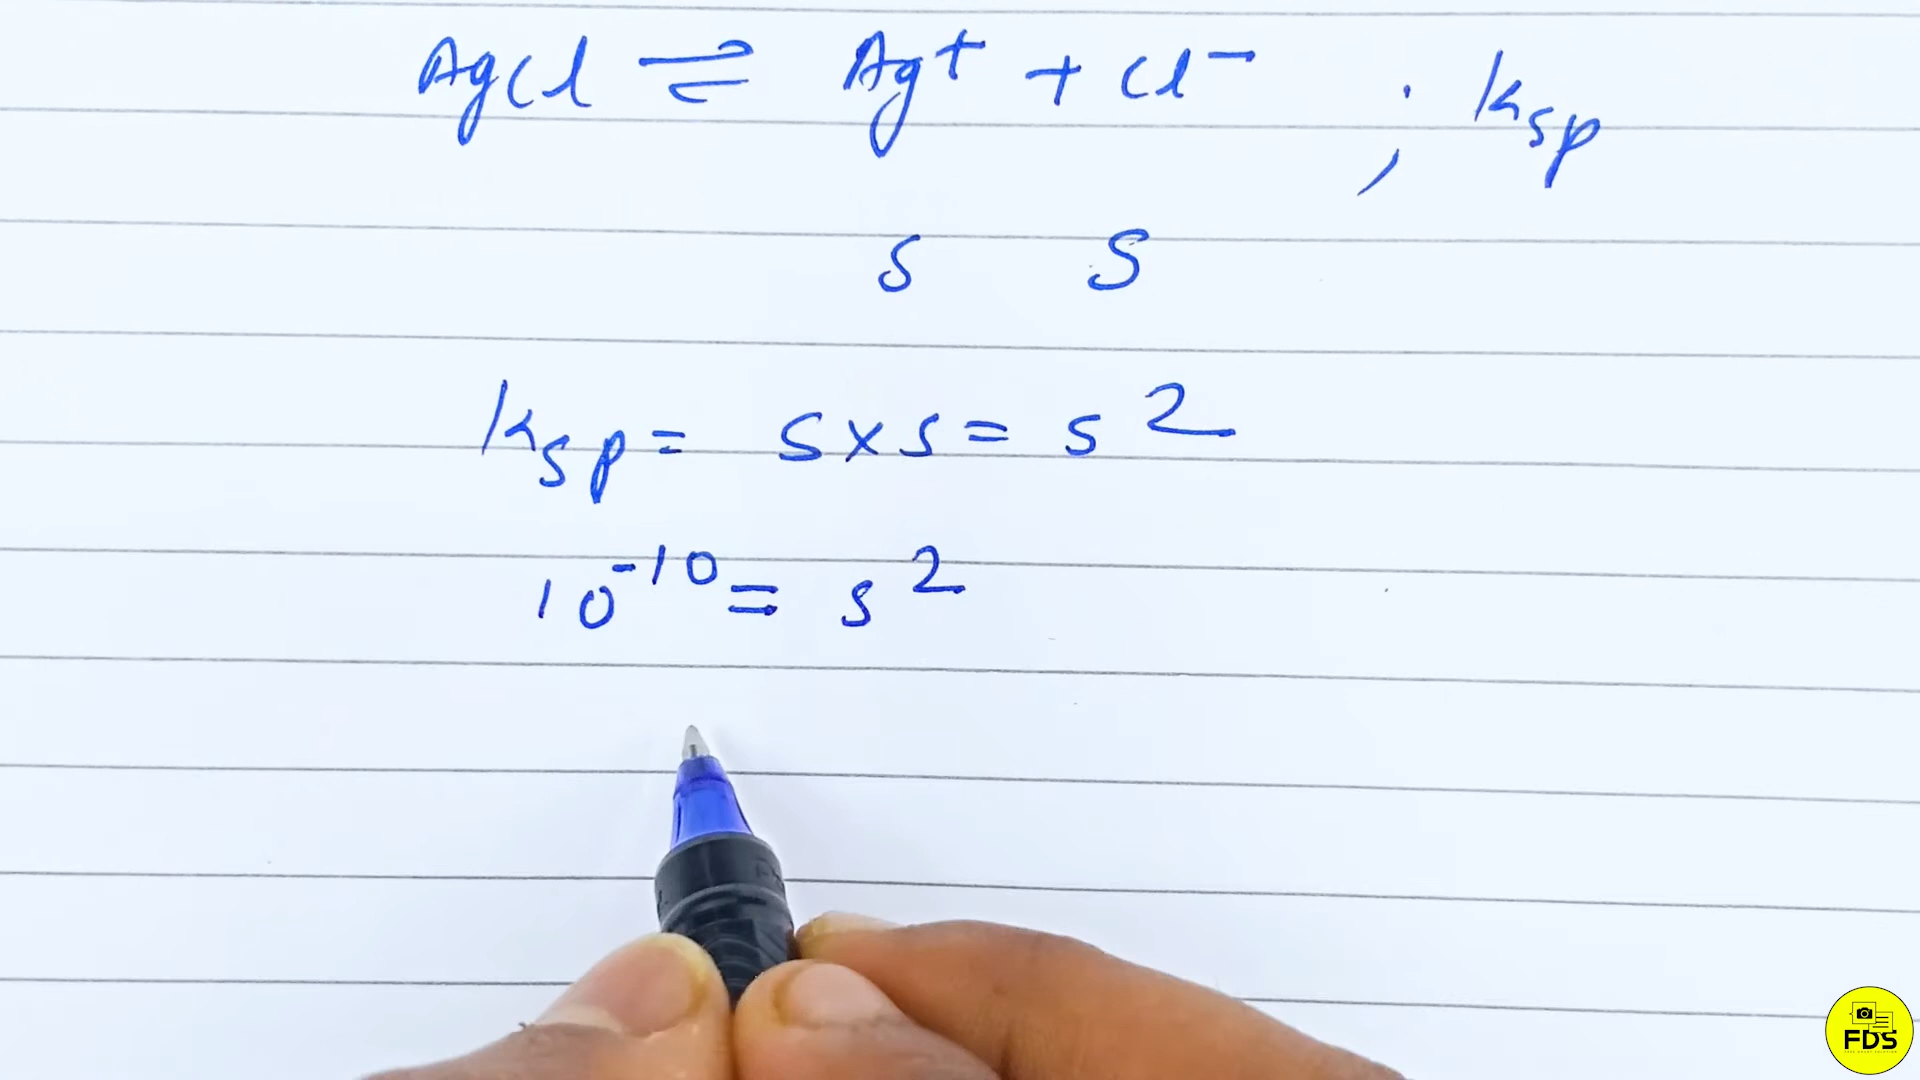 AgCl ⇌ Ag⁺ + Cl⁻ ; Ksp
s s
Ksp = s×s = s²
10⁻¹⁰ = s²
FDS